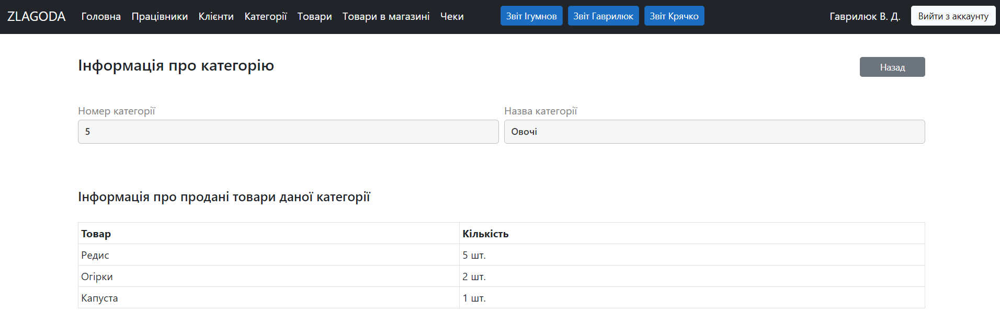 ZLAGODA Головна Працівники Клієнти Категорії Товари Товари в магазині Чеки Звіт Ігумнов Звіт Гаврилюк Звіт Крячко Гаврилюк В. Д. Вийти з аккаунту
Інформація про категорію Назад
Номер категорії Назва категорії
5 Овочі
Інформація про продані товари даної категорії
Товар Кількість
Редис 5 шт.
Огірки 2 шт.
Капуста 1 шт.